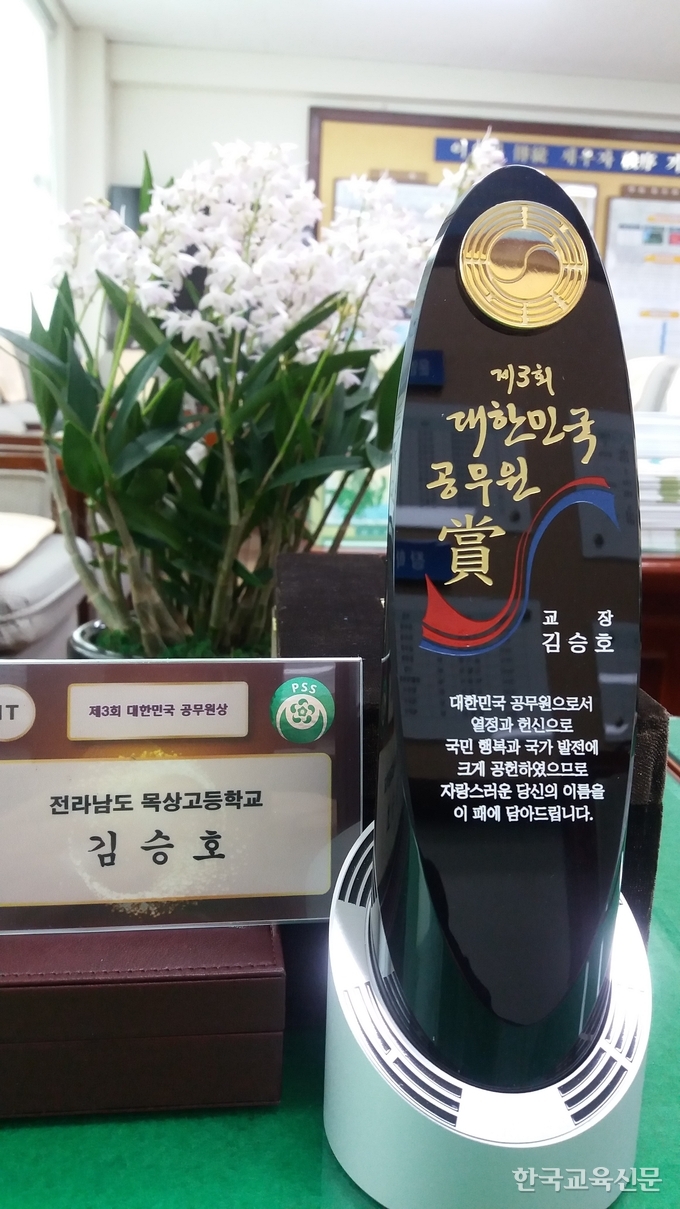 제3회
대한민국
공무원
賞
교 장
김승호
대한민국 공무원으로서
열정과 헌신으로
국민 행복과 국가 발전에
크게 공헌하였으므로
자랑스러운 당신의 이름을
이 패에 담아드립니다.
제3회 대한민국 공무원상
PSS
전라남도 목상고등학교
김 승 호
한국교육신문